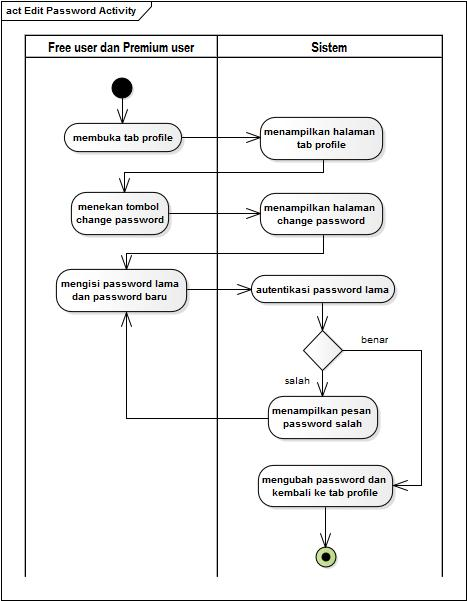 act Edit Password Activity
Free user dan Premium user
Sistem
membuka tab profile
menampilkan halaman
tab profile
menekan tombol
change password
menampilkan halaman
change password
mengisi password lama
dan password baru
autentikasi password lama
benar
salah
menampilkan pesan
password salah
mengubah password dan
kembali ke tab profile